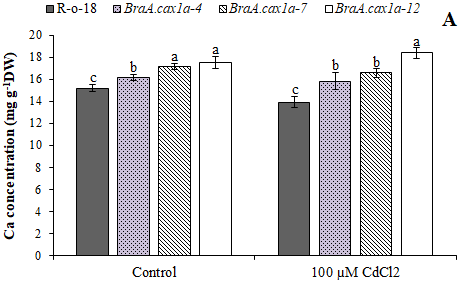 R-o-18 BraA.cax1a-4 BraA.cax1a-7 BraA.cax1a-12
A
Ca concentration (mg g-1DW)
20
18
16
14
12
10
8
6
4
2
0
c b a a
c b b a
Control 100 µM CdCl2